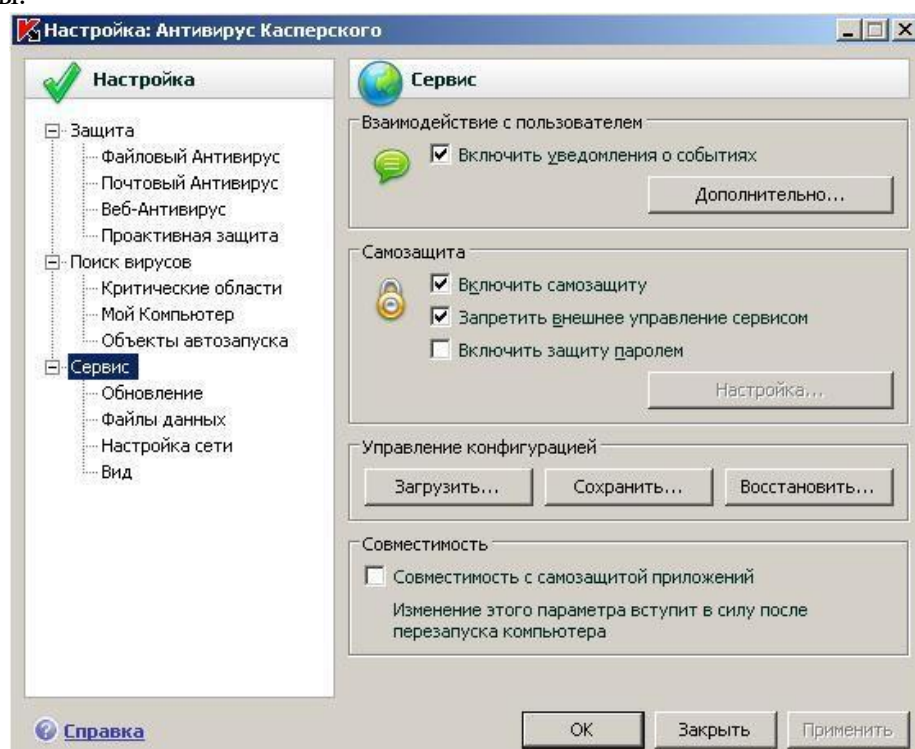 ы.
Настройка: Антивирус Касперского
Настройка
Защита
Файловый Антивирус
Почтовый Антивирус
Веб-Антивирус
Проактивная защита
Поиск вирусов
Критические области
Мой Компьютер
Объекты автозапуска
Сервис
Обновление
Файлы данных
Настройка сети
Вид
Справка
Сервис
Взаимодействие с пользователем
Включить уведомления о событиях
Дополнительно...
Самозащита
Включить самозащиту
Запретить внешнее управление сервисом
Включить защиту паролем
Настройка...
Управление конфигурацией
Загрузить...
Сохранить...
Восстановить...
Совместимость
Совместимость с самозащитой приложений
Изменение этого параметра вступит в силу после
перезапуска компьютера
ОК
Закрыть
Применить